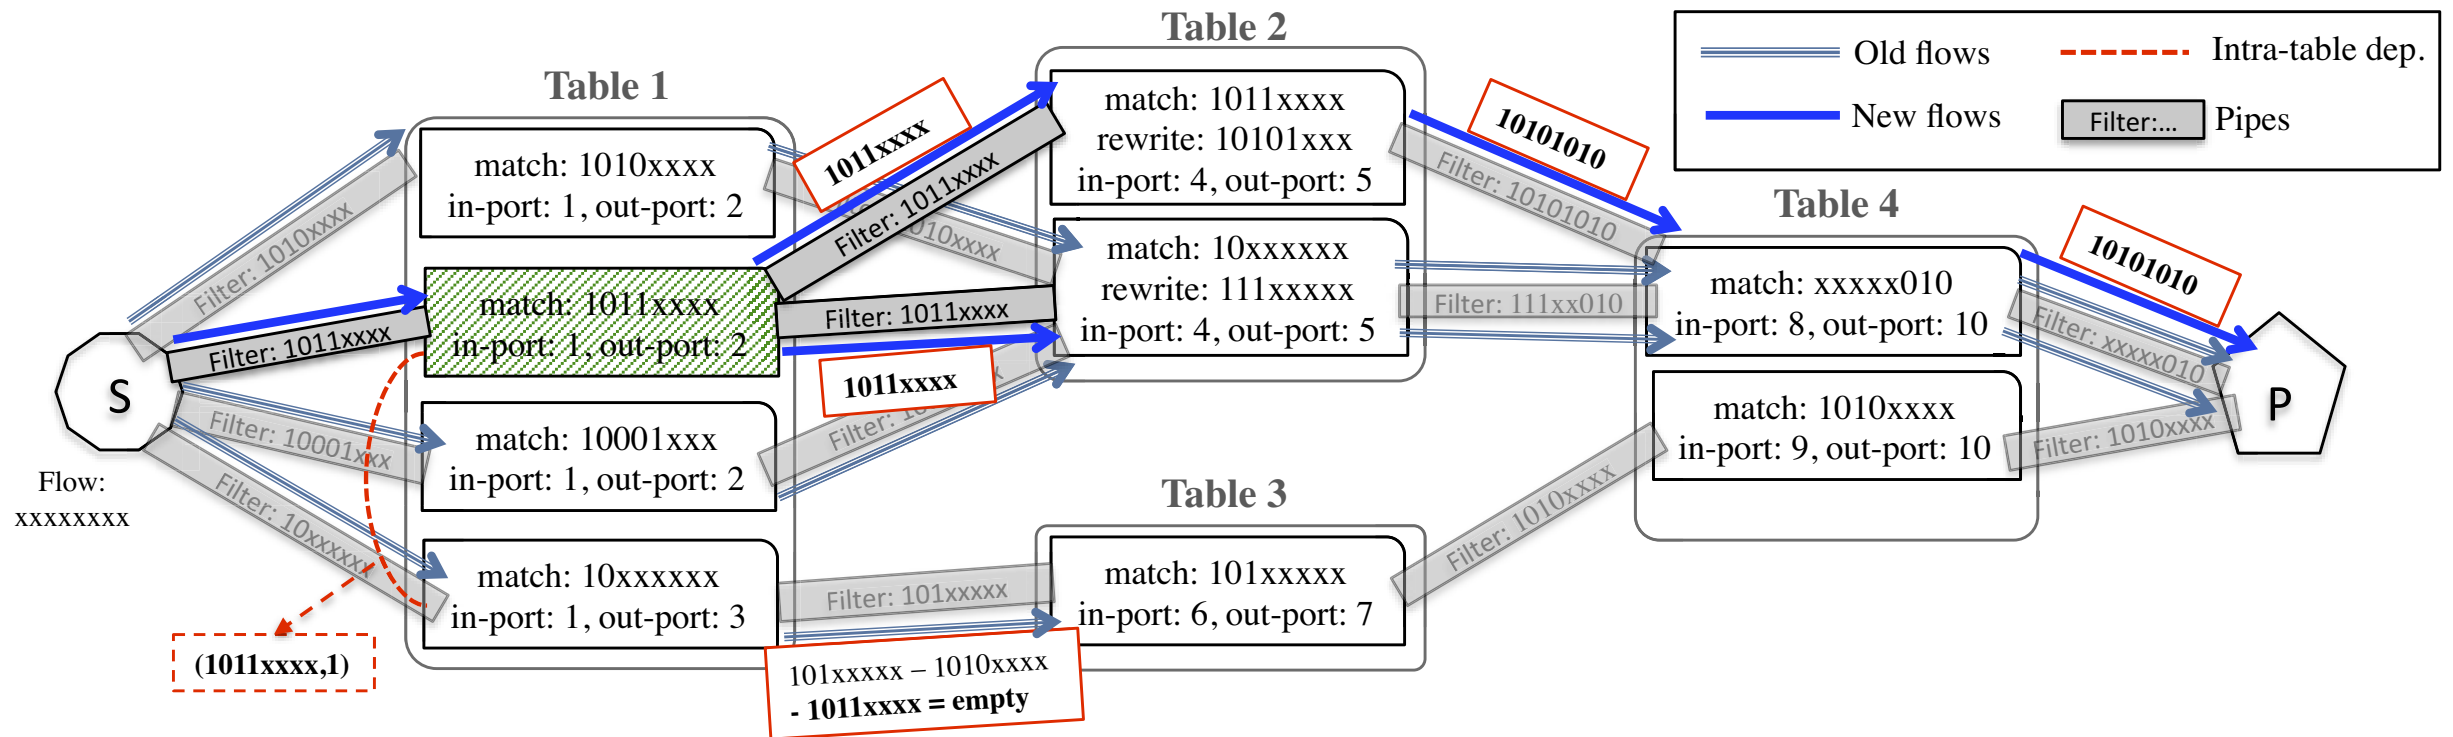 Table 2
Old flows
Intra-table dep.
New flows
Filter:...
Pipes
Table 1
match: 1010xxxx
in-port: 1, out-port: 2
match: 1011xxxx
in-port: 1, out-port: 2
match: 10001xxx
in-port: 1, out-port: 2
match: 10xxxxxx
in-port: 1, out-port: 3
Filter: 1010xxxx
Filter: 1011xxxx
Filter: 10001xxx
Filter: 10xxxxxx
S
Flow:
xxxxxxxx
(1011xxxx,1)
1011xxxx
Filter: 1011xxxx
010xxxx
Filter: 1011xxxx
1011xxxx
Filter: 10
Filter: 101xxxxx
101xxxxx – 1010xxxx
- 1011xxxx = empty
match: 1011xxxx
rewrite: 10101xxx
in-port: 4, out-port: 5
match: 10xxxxxx
rewrite: 111xxxxx
in-port: 4, out-port: 5
Table 3
match: 101xxxxx
in-port: 6, out-port: 7
10101010
Filter: 10101010
Filter: 111xx010
Filter: 1010xxxx
Table 4
match: xxxxx010
in-port: 8, out-port: 10
match: 1010xxxx
in-port: 9, out-port: 10
10101010
Filter: xxxxx010
Filter: 1010xxxx
P